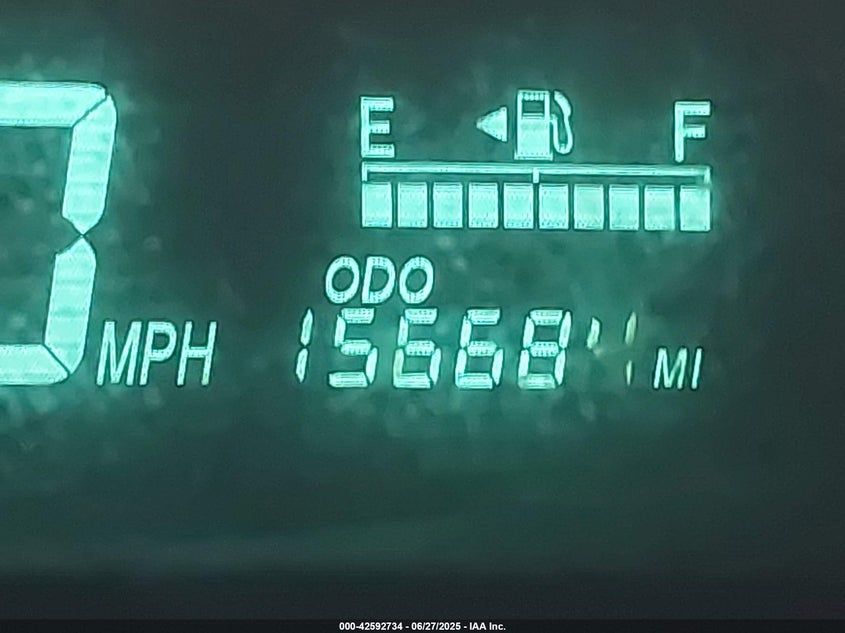 E F
ODO
MPH 15668 MI
000-42592734 - 06/27/2025 - IAA Inc.